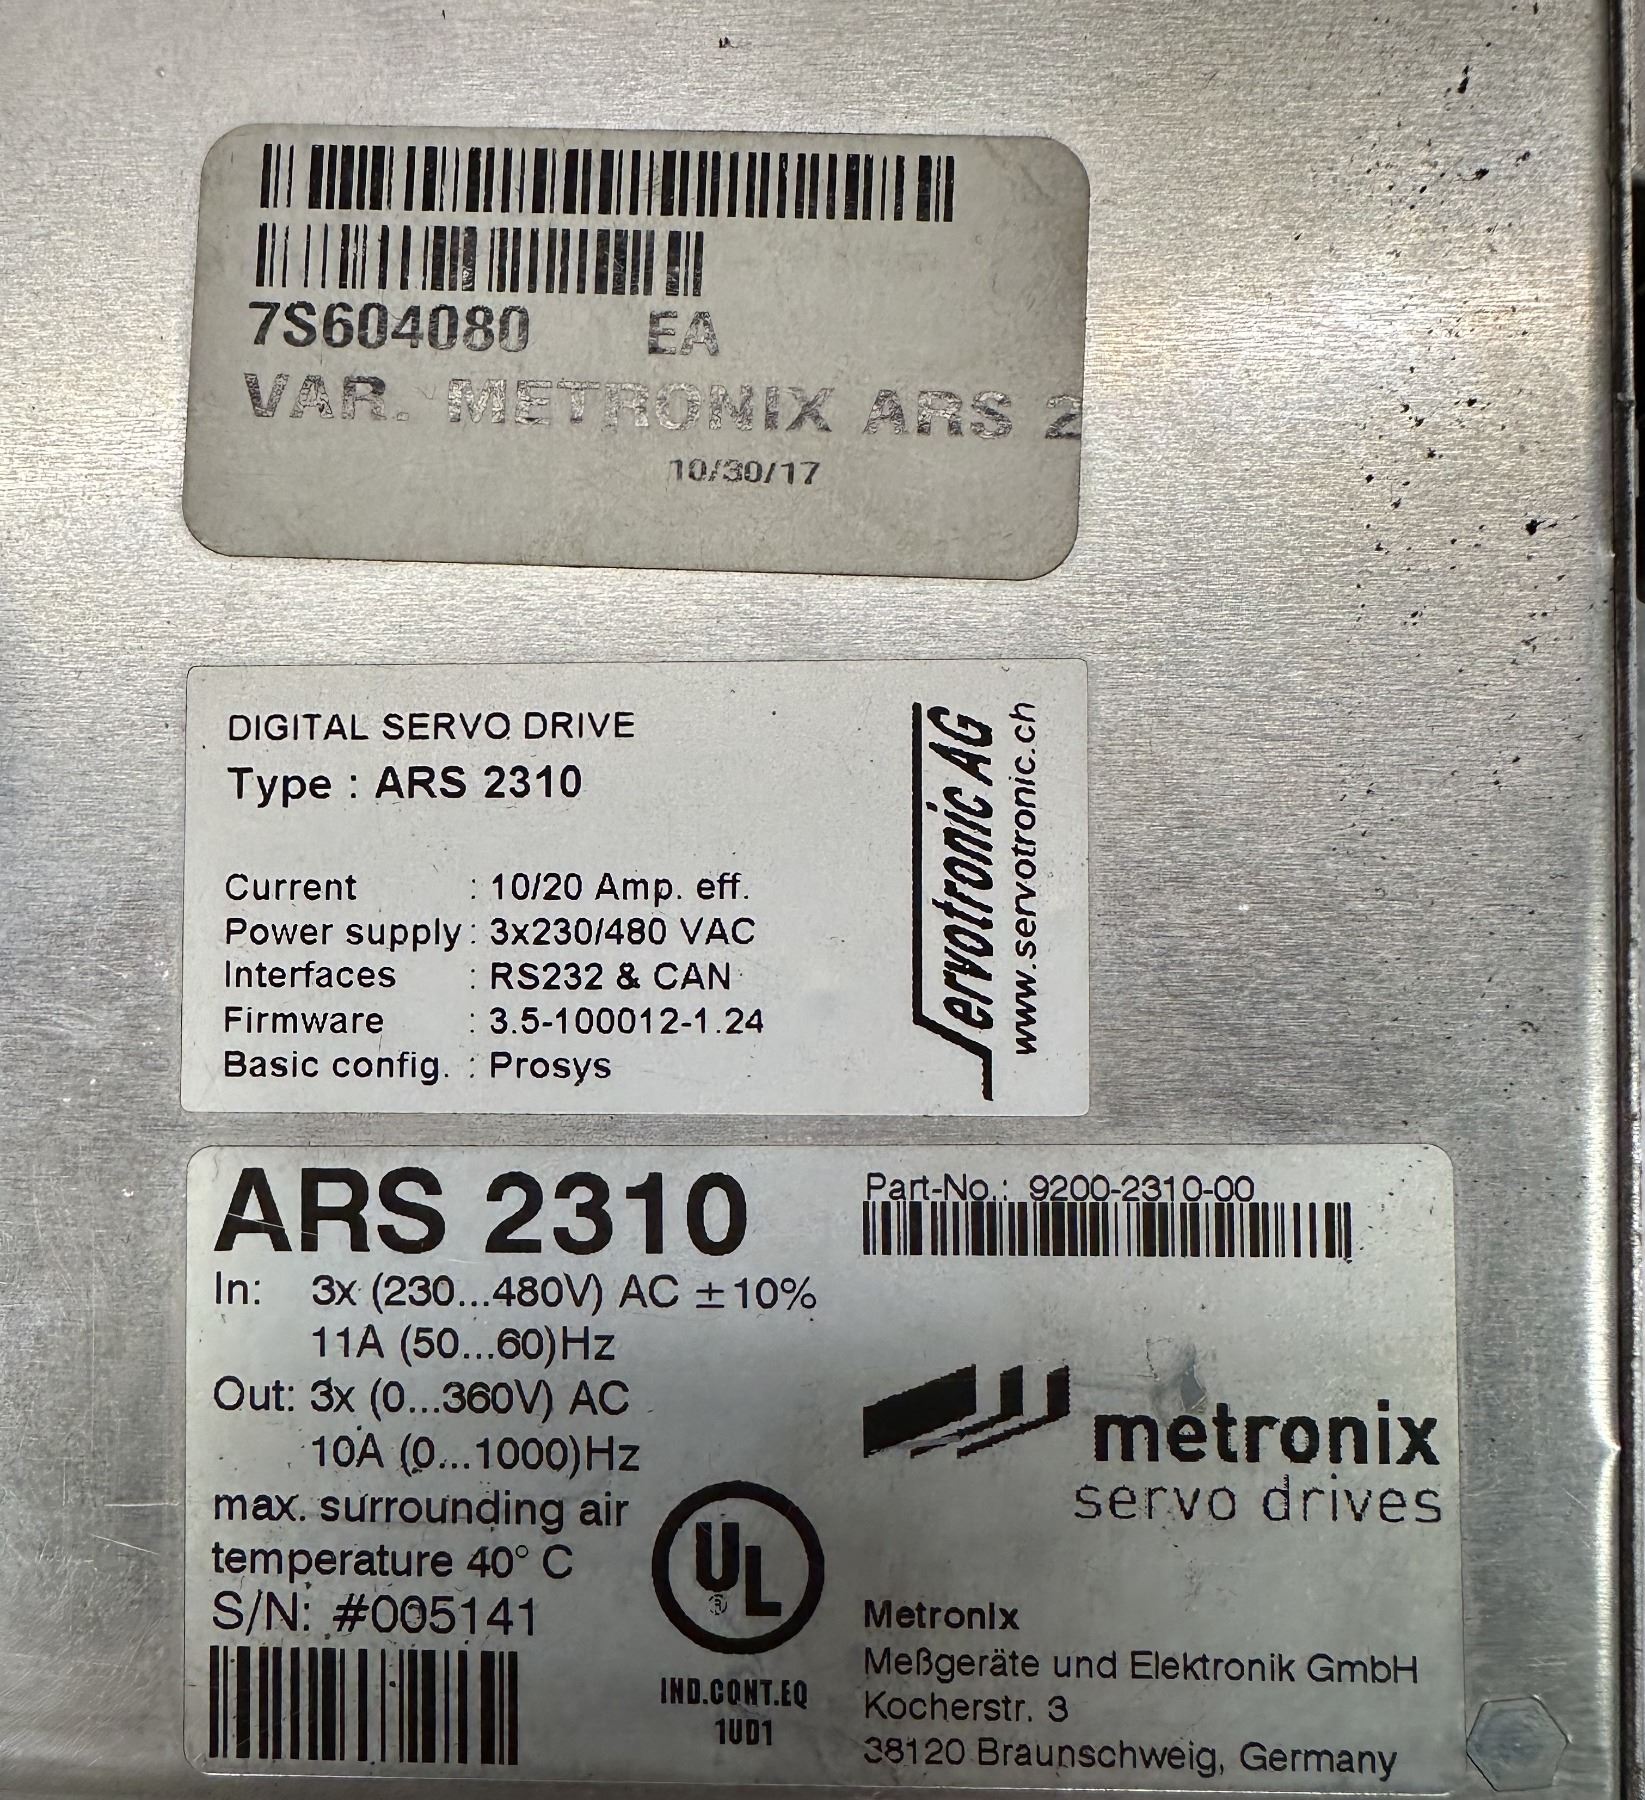 7S604080 EA
VAR. METRONIX ARS 2
10/30/17
DIGITAL SERVO DRIVE
Type : ARS 2310
Current : 10/20 Amp. eff.
Power supply : 3x230/480 VAC
Interfaces : RS232 & CAN
Firmware : 3.5-100012-1.24
Basic config. : Prosys
Servotronic AG
www.servotronic.ch
ARS 2310
Part-No.: 9200-2310-00
In: 3x (230...480V) AC ±10%
11A (50...60)Hz
Out: 3x (0...360V) AC
10A (0...1000)Hz
max. surrounding air
temperature 40° C
S/N: #005141
UL
®
IND.CONT.EQ
1UD1
metronix
servo drives
Metronix
Meßgeräte und Elektronik GmbH
Kocherstr. 3
38120 Braunschweig, Germany